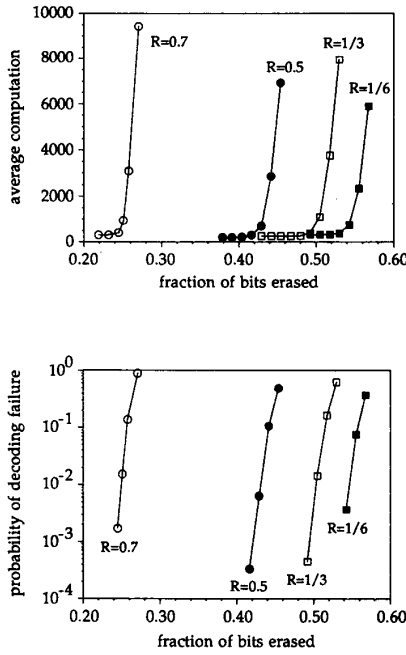 10000
8000
6000
4000
2000
0
average computation
R=0.7
R=0.5
R=1/3
R=1/6
0.20 0.30 0.40 0.50 0.60
fraction of bits erased
10⁰
10⁻¹
10⁻²
10⁻³
10⁻⁴
probability of decoding failure
R=0.7
R=0.5
R=1/3
R=1/6
0.20 0.30 0.40 0.50 0.60
fraction of bits erased